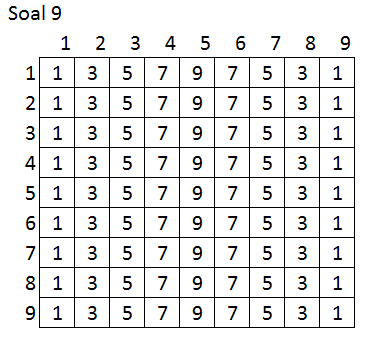 Soal 9
1 2 3 4 5 6 7 8 9
1 1 3 5 7 9 7 5 3 1
2 1 3 5 7 9 7 5 3 1
3 1 3 5 7 9 7 5 3 1
4 1 3 5 7 9 7 5 3 1
5 1 3 5 7 9 7 5 3 1
6 1 3 5 7 9 7 5 3 1
7 1 3 5 7 9 7 5 3 1
8 1 3 5 7 9 7 5 3 1
9 1 3 5 7 9 7 5 3 1